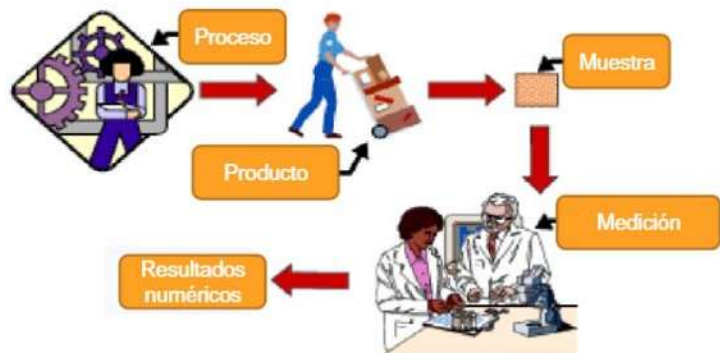 Proceso
Producto
Muestra
Medición
Resultados
numéricos